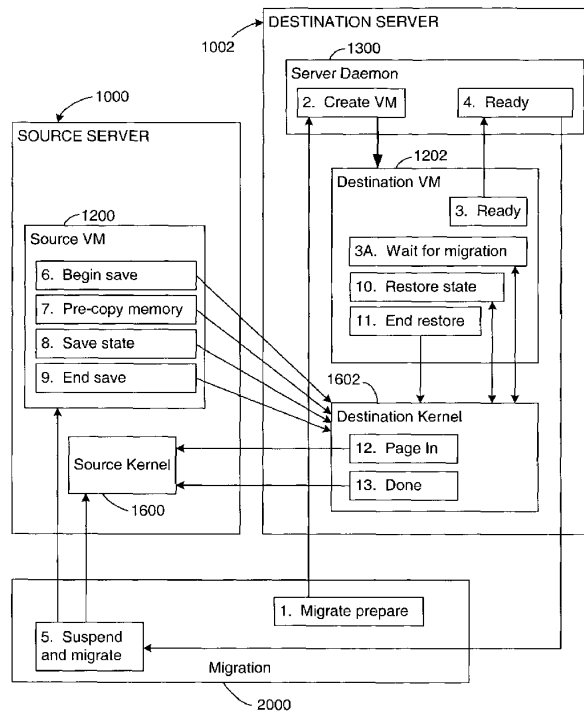 DESTINATION SERVER
1002
1300
Server Daemon
2. Create VM
4. Ready
1000
SOURCE SERVER
1202
Destination VM
3. Ready
1200
Source VM
3A. Wait for migration
6. Begin save
10. Restore state
7. Pre-copy memory
11. End restore
8. Save state
9. End save
1602
Destination Kernel
12. Page In
Source Kernel
13. Done
1600
1. Migrate prepare
5. Suspend
and migrate
Migration
2000